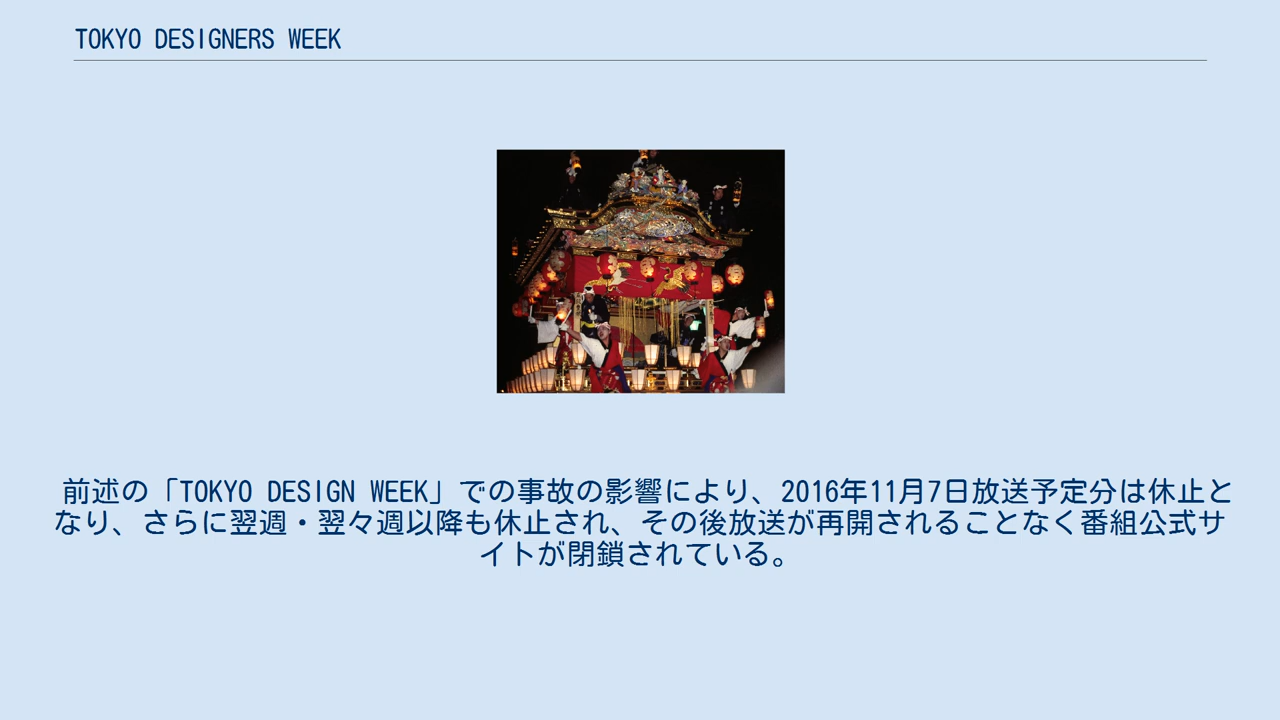 TOKYO DESIGNERS WEEK
前述の「TOKYO DESIGN WEEK」での事故の影響により、2016年11月7日放送予定分は休止と
なり、さらに翌週・翌々週以降も休止され、その後放送が再開されることなく番組公式サ
イトが閉鎖されている。